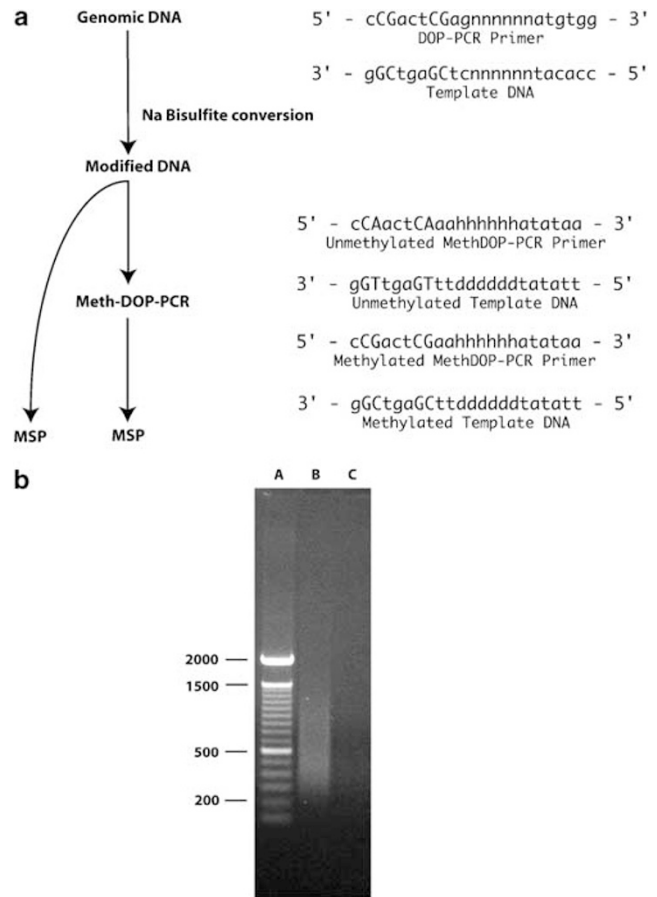 a
Genomic DNA
Na Bisulfite conversion
Modified DNA
Meth-DOP-PCR
MSP
MSP
5' - cCGactCGagnnnnnnatgtgg - 3'
DOP-PCR Primer
3' - gGCtgaGCtcnnnnnntacacc - 5'
Template DNA
5' - cCAactCAaahhhhhhatataa - 3'
Unmethylated MethDOP-PCR Primer
3' - gGTtgaGTttddddddtatatt - 5'
Unmethylated Template DNA
5' - cCGactCGaahhhhhhatataa - 3'
Methylated MethDOP-PCR Primer
3' - gGCtgaGCttddddddtatatt - 5'
Methylated Template DNA
b
A B C
2000
1500
500
200